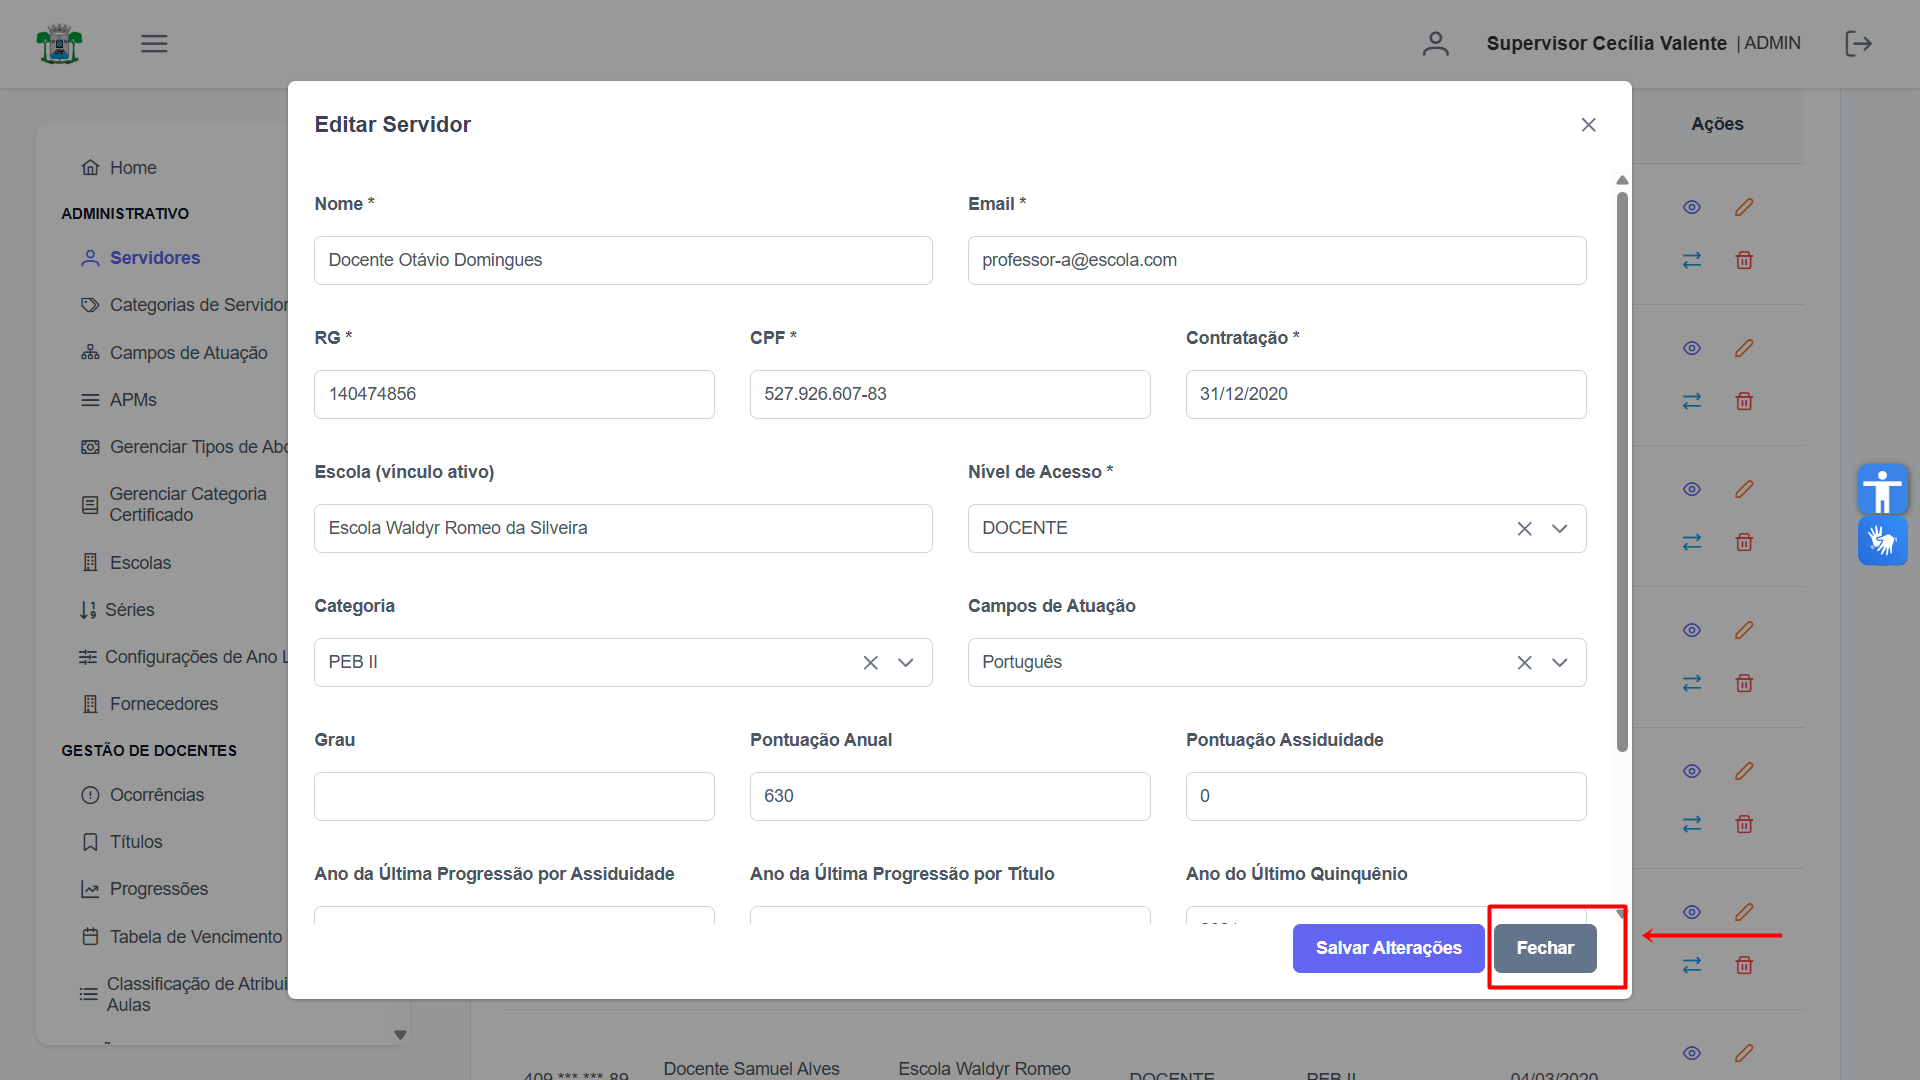 Supervisor Cecília Valente | ADMIN
Editar Servidor
Ações
Home
ADMINISTRATIVO
Servidores
Categorias de Servidor
Campos de Atuação
APMs
Gerenciar Tipos de Abo
Gerenciar Categoria
Certificado
Escolas
Séries
Configurações de Ano L
Fornecedores
GESTÃO DE DOCENTES
Ocorrências
Títulos
Progressões
Tabela de Vencimento
Classificação de Atribui
Aulas
Nome *
Email *
Docente Otávio Domingues
professor-a@escola.com
RG *
CPF *
Contratação *
140474856
527.926.607-83
31/12/2020
Escola (vínculo ativo)
Nível de Acesso *
Escola Waldyr Romeo da Silveira
DOCENTE
Categoria
Campos de Atuação
PEB II
Português
Grau
Pontuação Anual
Pontuação Assiduidade
630
0
Ano da Última Progressão por Assiduidade
Ano da Última Progressão por Título
Ano do Último Quinquênio
Salvar Alterações
Fechar
409.***.***-89
Docente Samuel Alves
Escola Waldyr Romeo
DOCENTE
PEB II
04/03/2020